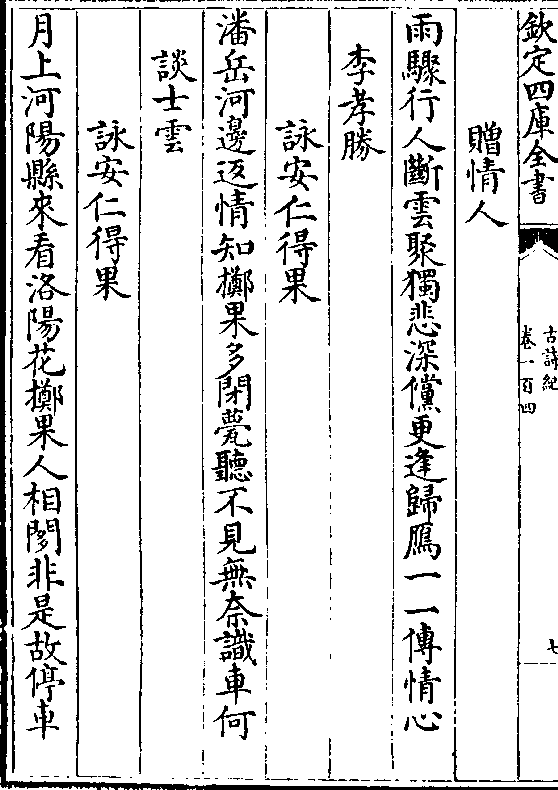 欽定四庫全書
古詩紀
卷一百四
七
贈情人
雨驟行人斷雲聚獨悲深儻更逢歸鴈一一傳情心
李孝勝
詠安仁得果
潘岳河邊返情知擲果多閉甍聽不見無奈識車何
談士雲
詠安仁得果
月上河陽縣來看洛陽花擲果人相閧非是故停車